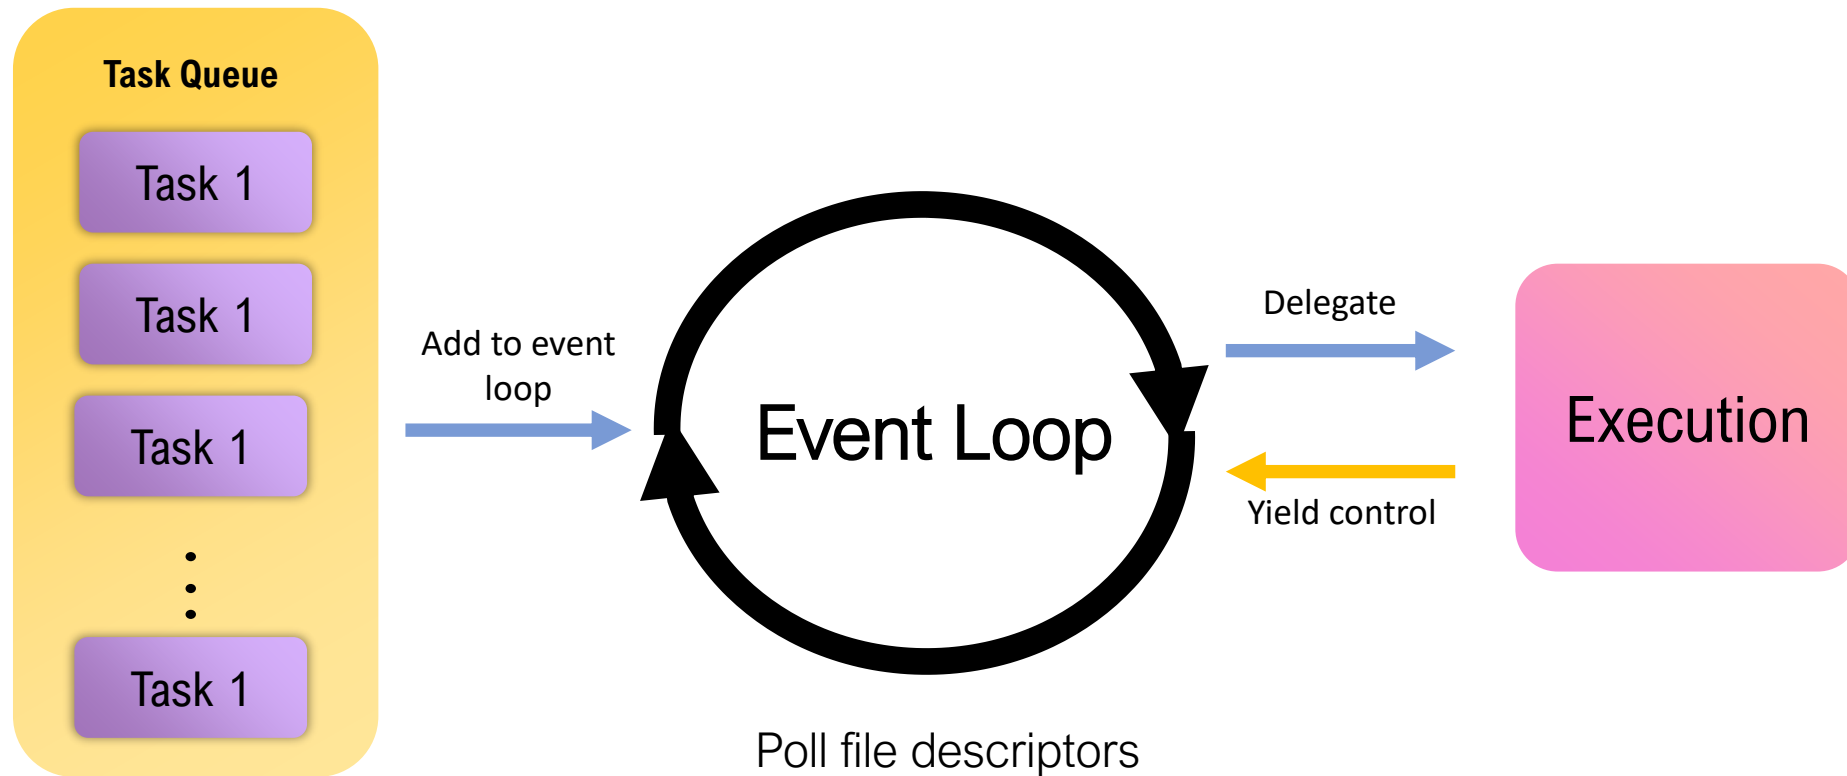 Task Queue
Task 1
Task 1
Task 1
Task 1
Add to event
loop
Event Loop
Poll file descriptors
Delegate
Yield control
Execution